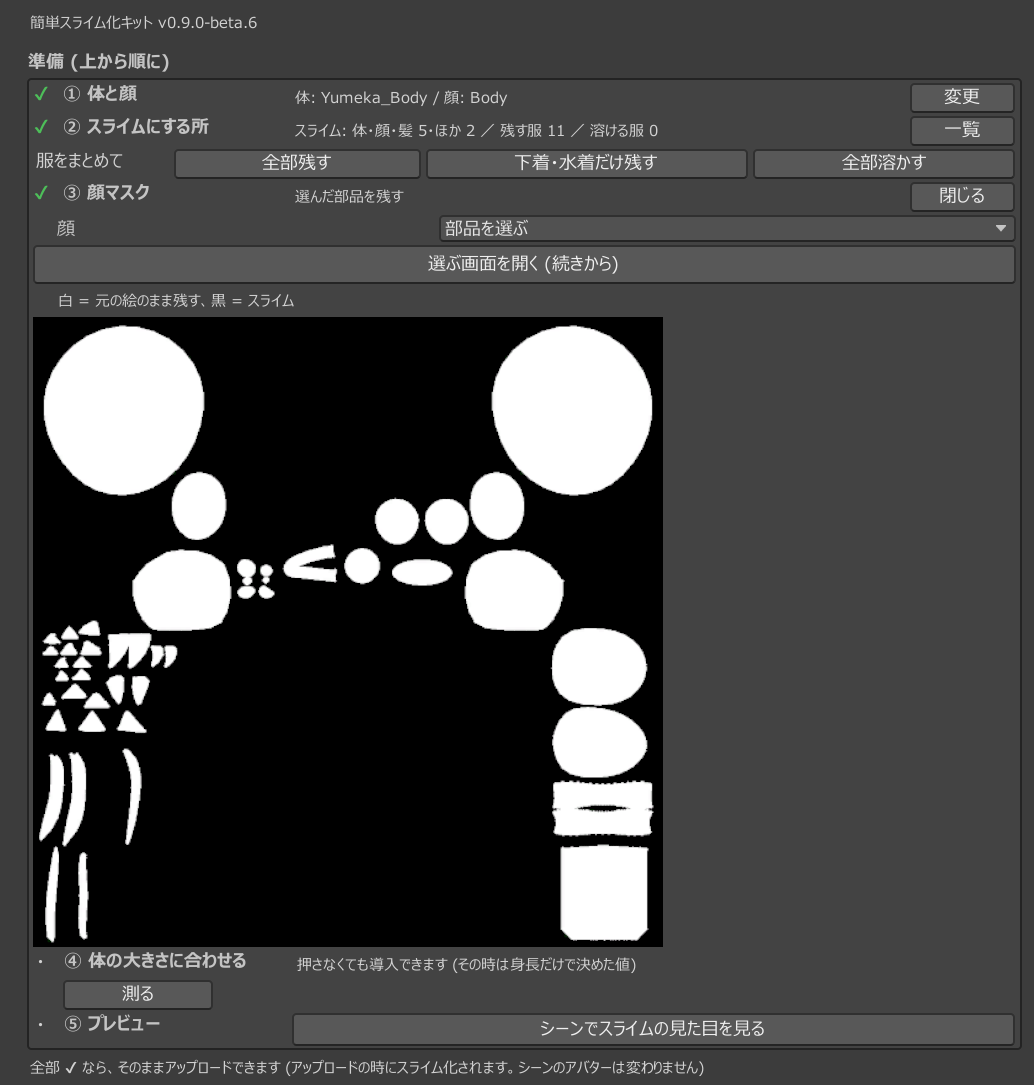 簡単スライム化キット v0.9.0-beta.6
準備 (上から順に)
✓ ① 体と顔 体: Yumeka_Body / 顔: Body 変更
✓ ② スライムにする所 スライム: 体・顔・髪 5・ほか 2 ／ 残す服 11 ／ 溶ける服 0 一覧
服をまとめて 全部残す 下着・水着だけ残す 全部溶かす
✓ ③ 顔マスク 選んだ部品を残す 閉じる
顔 部品を選ぶ
選ぶ画面を開く (続きから)
白 = 元の絵のまま残す、黒 = スライム
・ ④ 体の大きさに合わせる 押さなくても導入できます (その時は身長だけで決めた値)
測る
・ ⑤ プレビュー シーンでスライムの見た目を見る
全部 ✓ なら、そのままアップロードできます (アップロードの時にスライム化されます。シーンのアバターは変わりません)